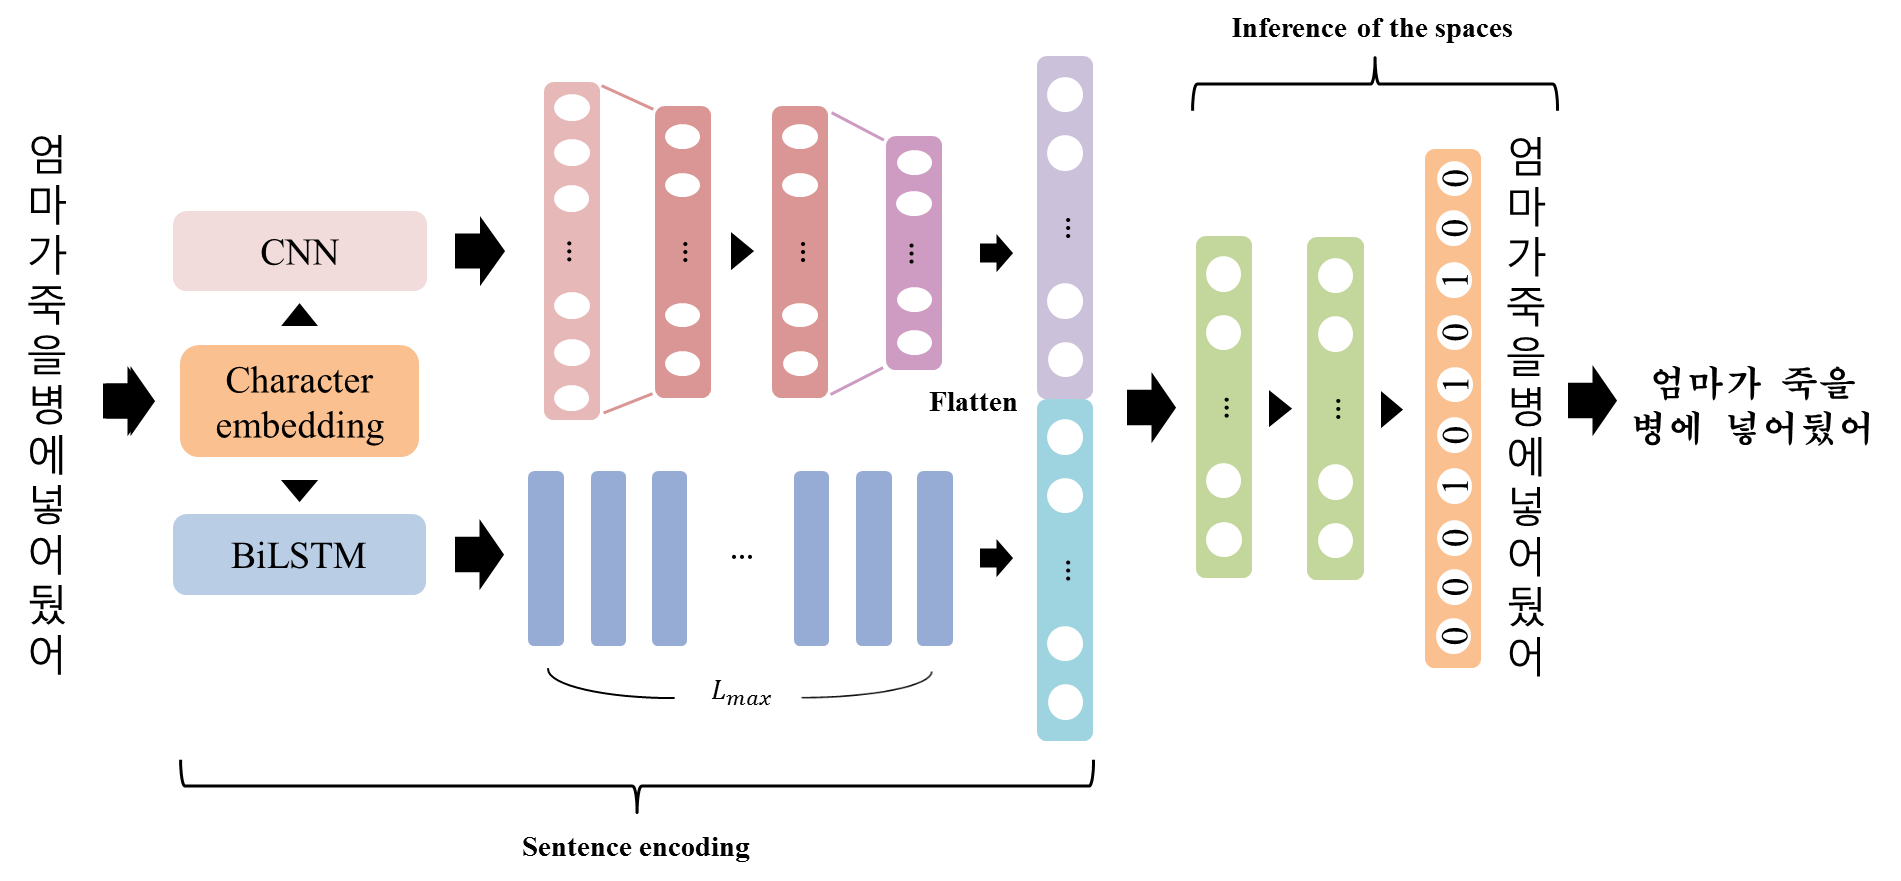 엄마가죽을병에넣어뒀어
CNN
Character
embedding
BiLSTM
...
L_max
Sentence encoding
Flatten
Inference of the spaces
0 0 1 0 1 0 1 0 0 0
엄마가죽을병에넣어뒀어
엄마가 죽을
병에 넣어뒀어